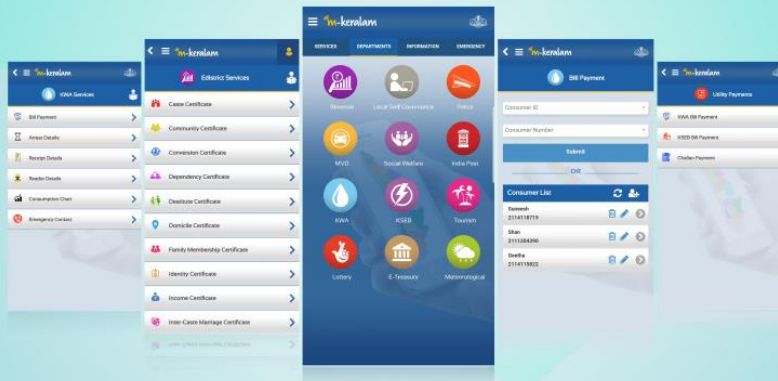 m-keralam
KWA Services
Bill Payment
Arrear Details
Receipt Details
Reader Details
Consumption Chart
Emergency Contact
m-keralam
Edistrict Services
Caste Certificate
Community Certificate
Conversion Certificate
Dependency Certificate
Destitute Certificate
Domicile Certificate
Family Membership Certificate
Identity Certificate
Income Certificate
Inter-Caste Marriage Certificate
m-keralam
SERVICES DEPARTMENTS INFORMATION EMERGENCY
Revenue Local Self Governance Police
MVD Social Welfare India Post
KWA KSEB Tourism
Lottery E-Treasury Meteorological
m-keralam
Bill Payment
Consumer ID
Consumer Number
Submit
OR
Consumer List
Sumesh
2114118719
Shan
2111204390
Seetha
2114119822
m-keralam
Utility Payments
KWA Bill Payment
KSEB Bill Payment
Challan Payment